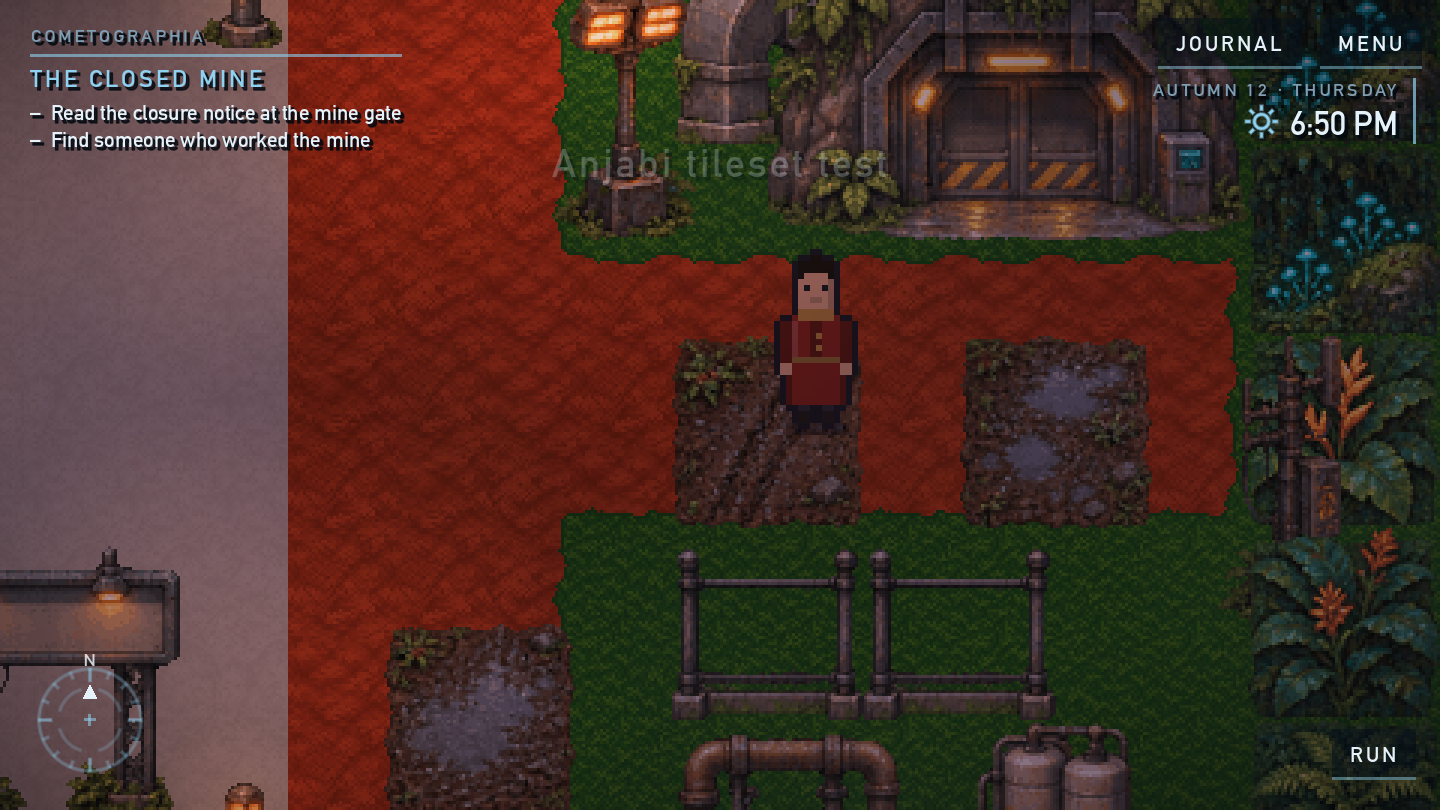 COMETOGRAPHIA
THE CLOSED MINE
– Read the closure notice at the mine gate
– Find someone who worked the mine
JOURNAL
MENU
AUTUMN 12 · THURSDAY
6:50 PM
Anjabi tileset test
N
RUN